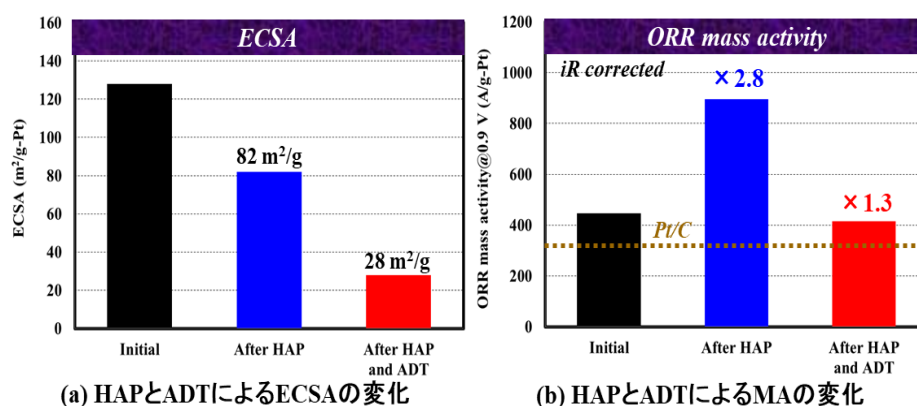 ECSA
ECSA (m²/g-Pt)
140
120
100
80
60
40
20
0
82 m²/g
28 m²/g
Initial
After HAP
After HAP
and ADT
(a) HAPとADTによるECSAの変化
ORR mass activity
ORR mass activity@0.9 V (A/g-Pt)
1200
1000
800
600
400
200
0
iR corrected
×2.8
×1.3
Pt/C
Initial
After HAP
After HAP
and ADT
(b) HAPとADTによるMAの変化